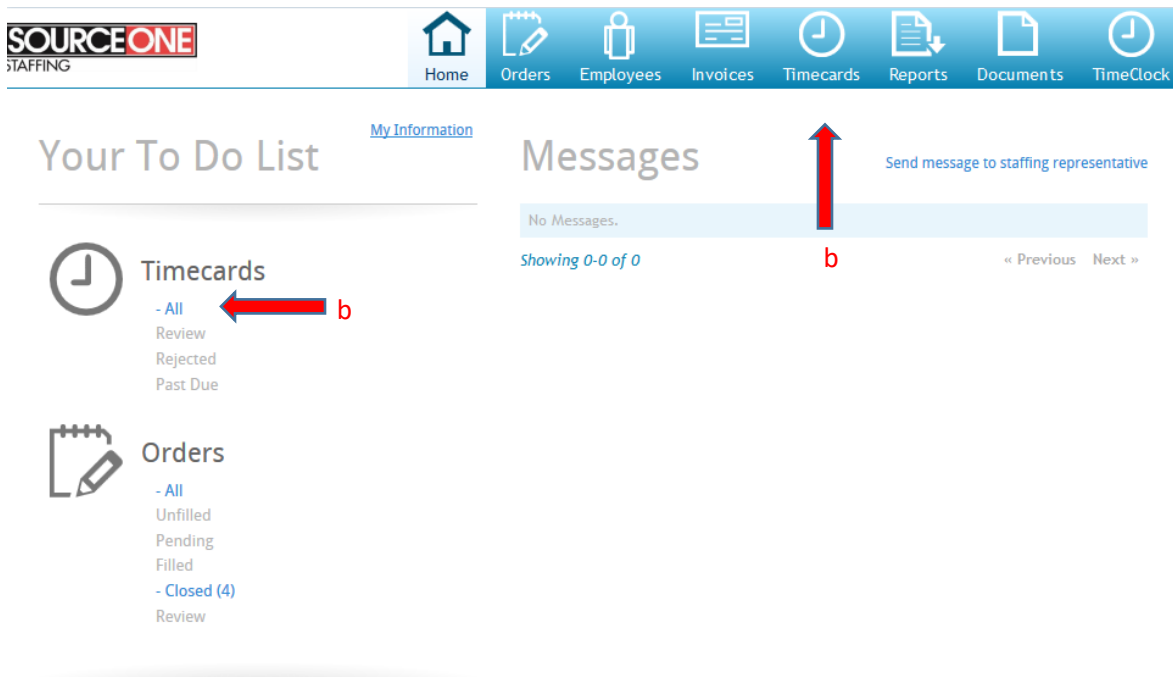 SOURCEONE
STAFFING
Home Orders Employees Invoices Timecards Reports Documents TimeClock
My Information
Your To Do List
Messages
Send message to staffing representative
No Messages.
Showing 0-0 of 0
« Previous Next »
b
Timecards
- All
b
Review
Rejected
Past Due
Orders
- All
Unfilled
Pending
Filled
- Closed (4)
Review